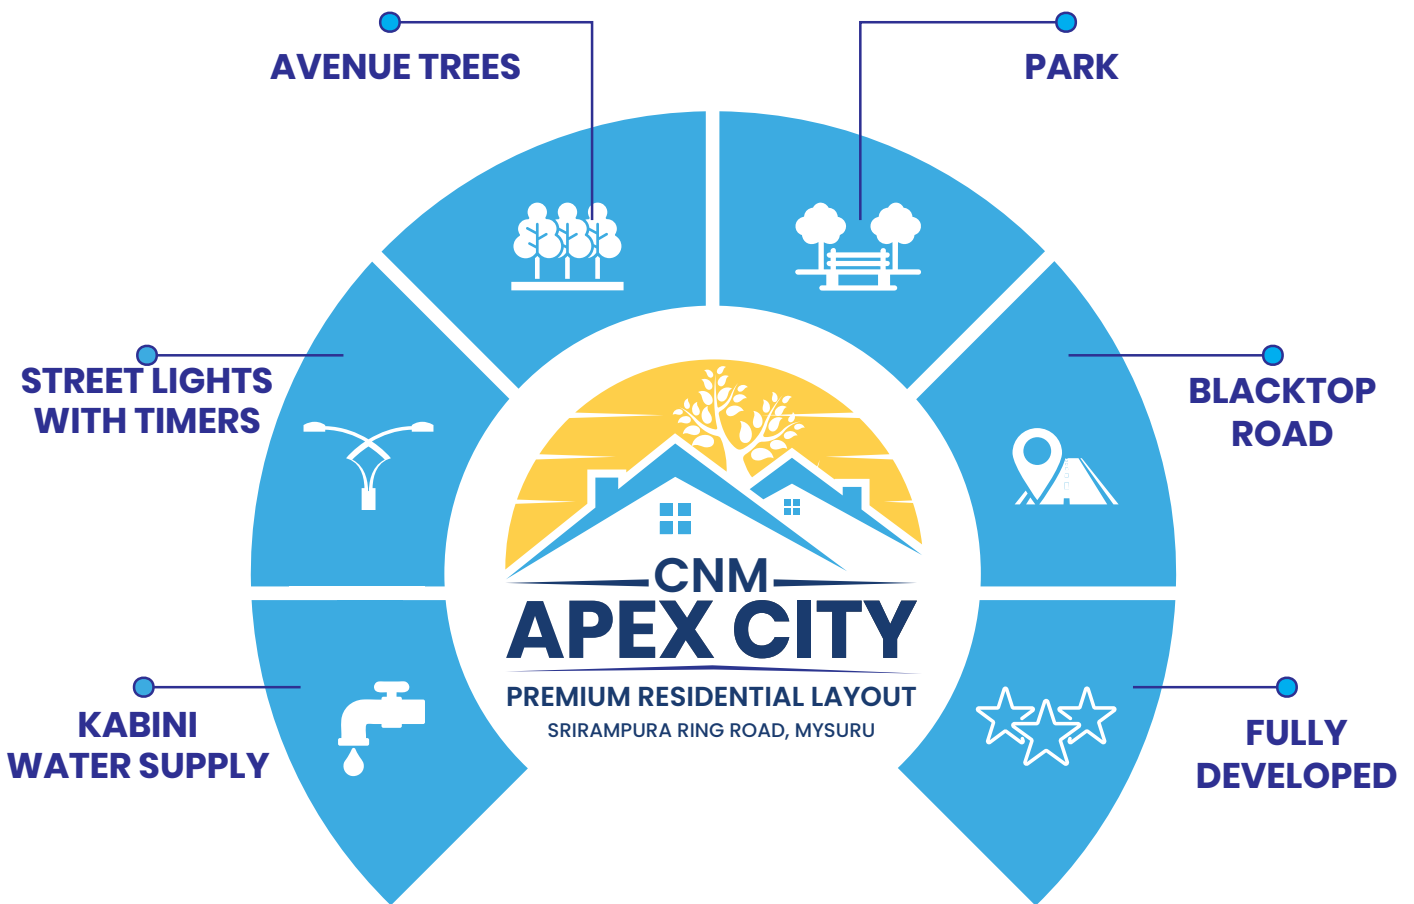 AVENUE TREES
PARK
STREET LIGHTS
WITH TIMERS
BLACKTOP
ROAD
CNM
APEX CITY
PREMIUM RESIDENTIAL LAYOUT
SRIRAMPURA RING ROAD, MYSURU
KABINI
WATER SUPPLY
FULLY
DEVELOPED